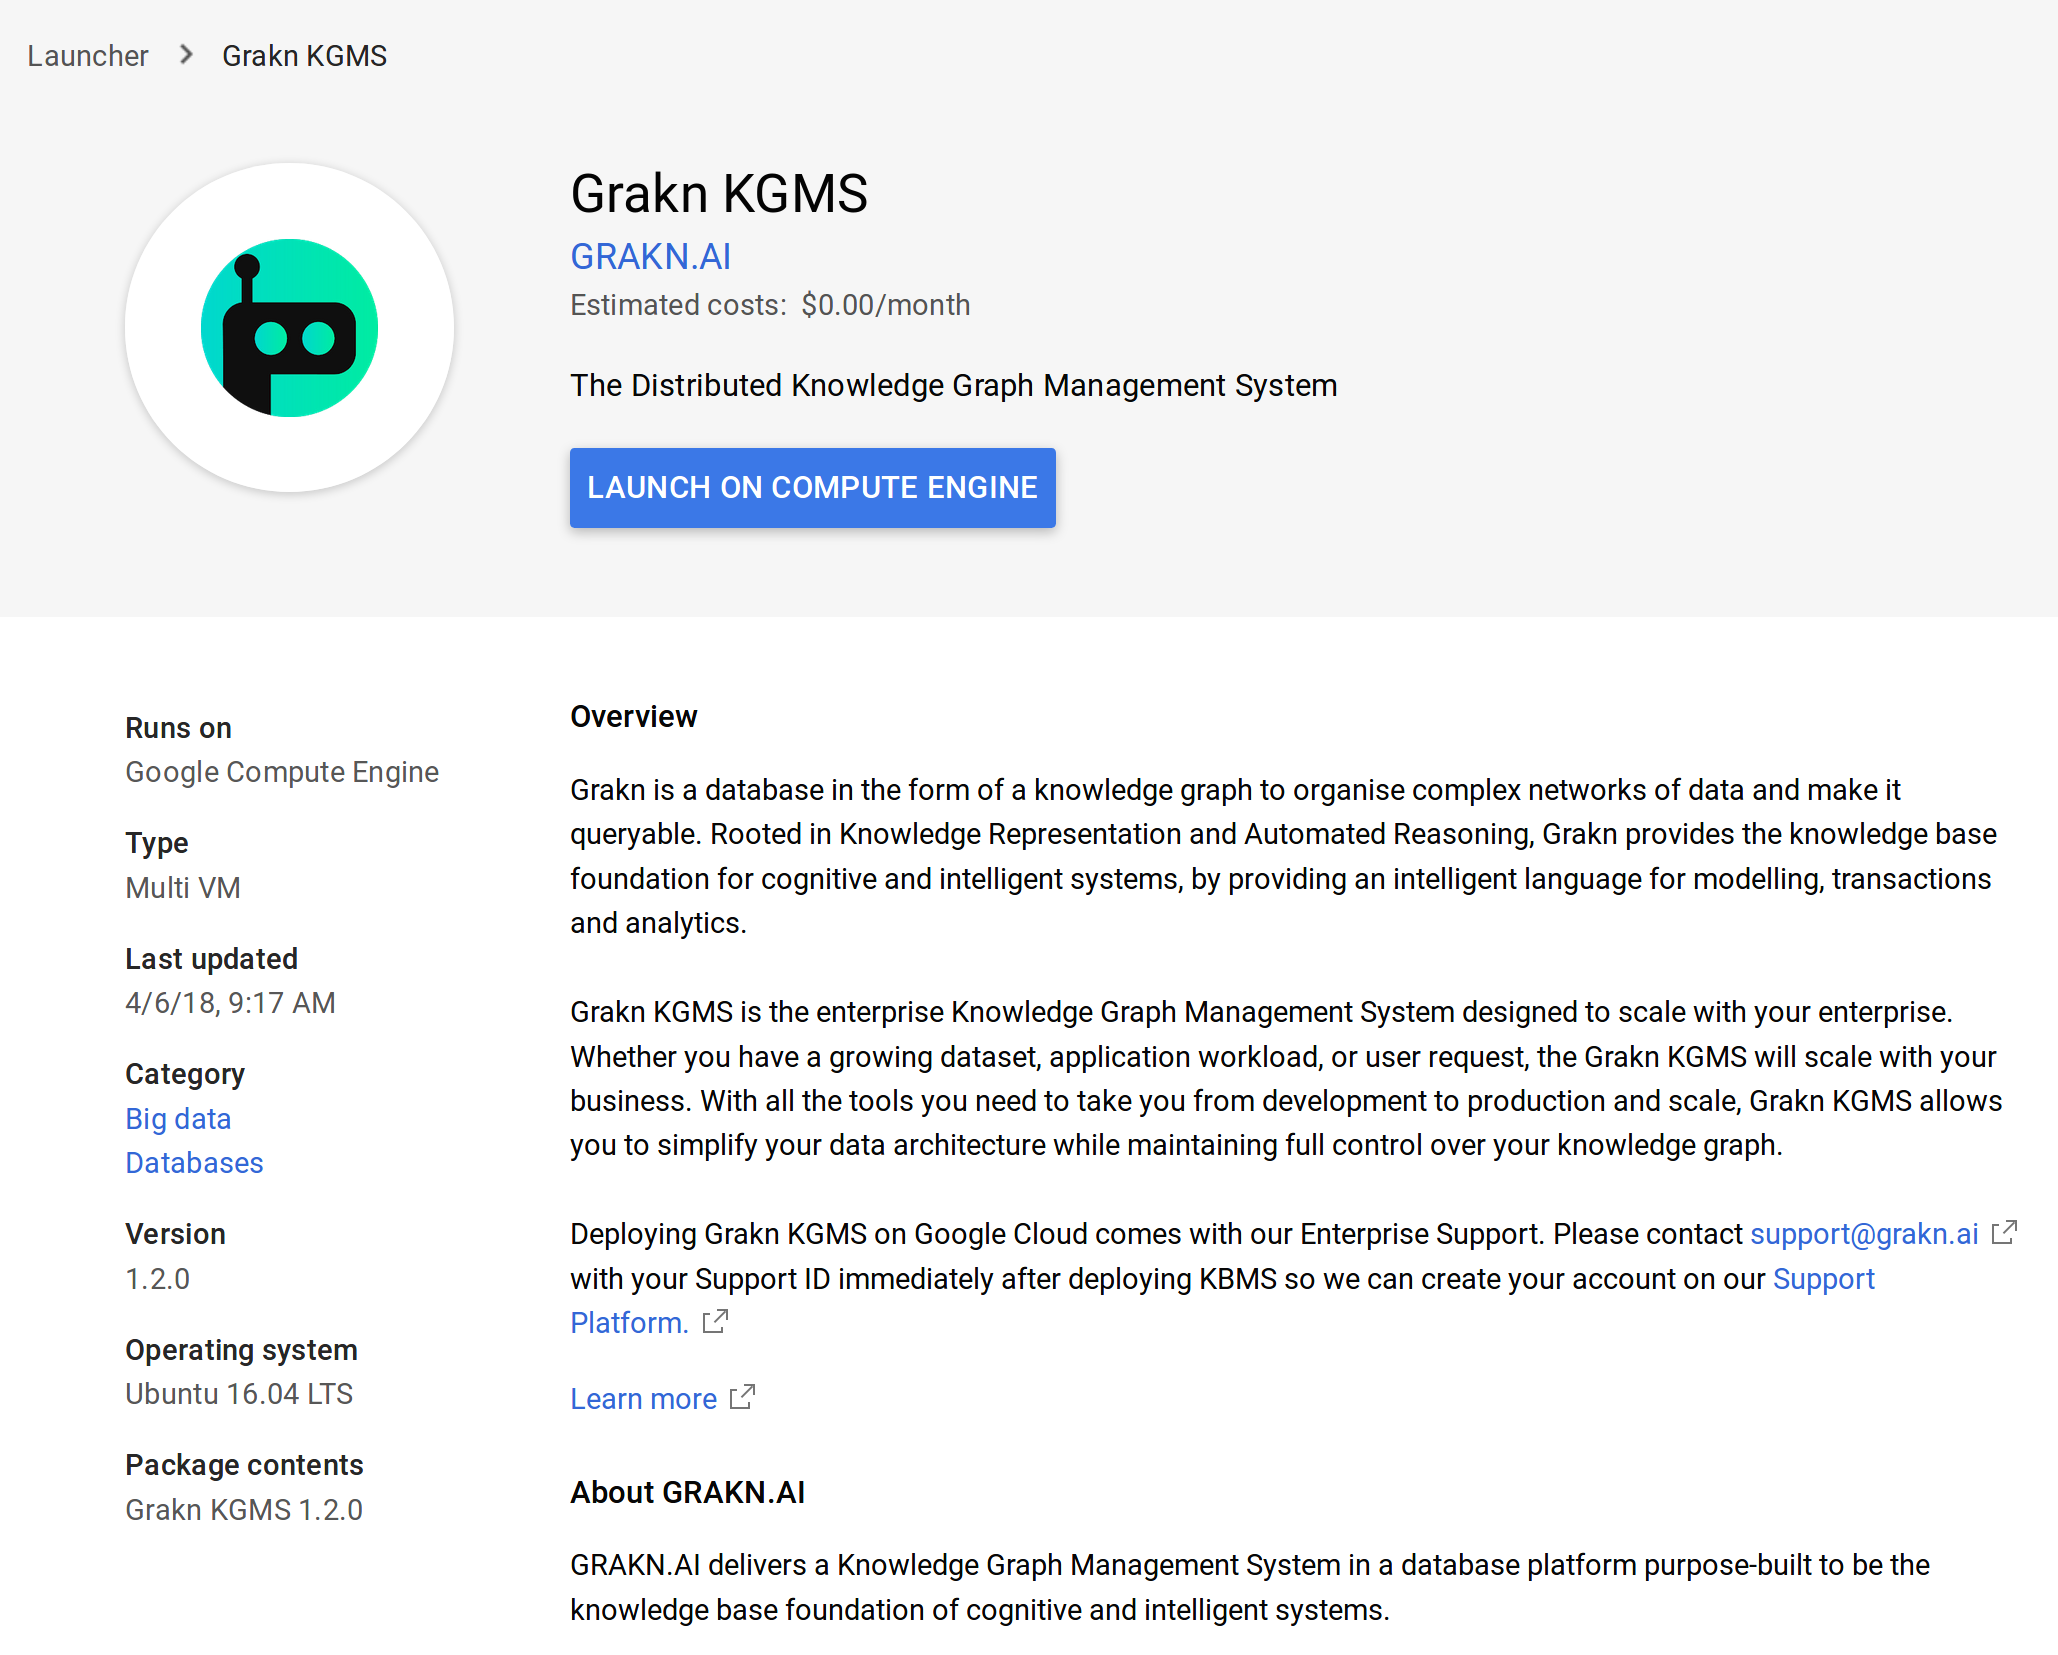 Launcher > Grakn KGMS
Grakn KGMS
GRAKN.AI
Estimated costs: $0.00/month
The Distributed Knowledge Graph Management System
LAUNCH ON COMPUTE ENGINE
Runs on
Google Compute Engine
Type
Multi VM
Last updated
4/6/18, 9:17 AM
Category
Big data
Databases
Version
1.2.0
Operating system
Ubuntu 16.04 LTS
Package contents
Grakn KGMS 1.2.0
Overview
Grakn is a database in the form of a knowledge graph to organise complex networks of data and make it
queryable. Rooted in Knowledge Representation and Automated Reasoning, Grakn provides the knowledge base
foundation for cognitive and intelligent systems, by providing an intelligent language for modelling, transactions
and analytics.
Grakn KGMS is the enterprise Knowledge Graph Management System designed to scale with your enterprise.
Whether you have a growing dataset, application workload, or user request, the Grakn KGMS will scale with your
business. With all the tools you need to take you from development to production and scale, Grakn KGMS allows
you to simplify your data architecture while maintaining full control over your knowledge graph.
Deploying Grakn KGMS on Google Cloud comes with our Enterprise Support. Please contact support@grakn.ai
with your Support ID immediately after deploying KBMS so we can create your account on our Support
Platform.
Learn more
About GRAKN.AI
GRAKN.AI delivers a Knowledge Graph Management System in a database platform purpose-built to be the
knowledge base foundation of cognitive and intelligent systems.